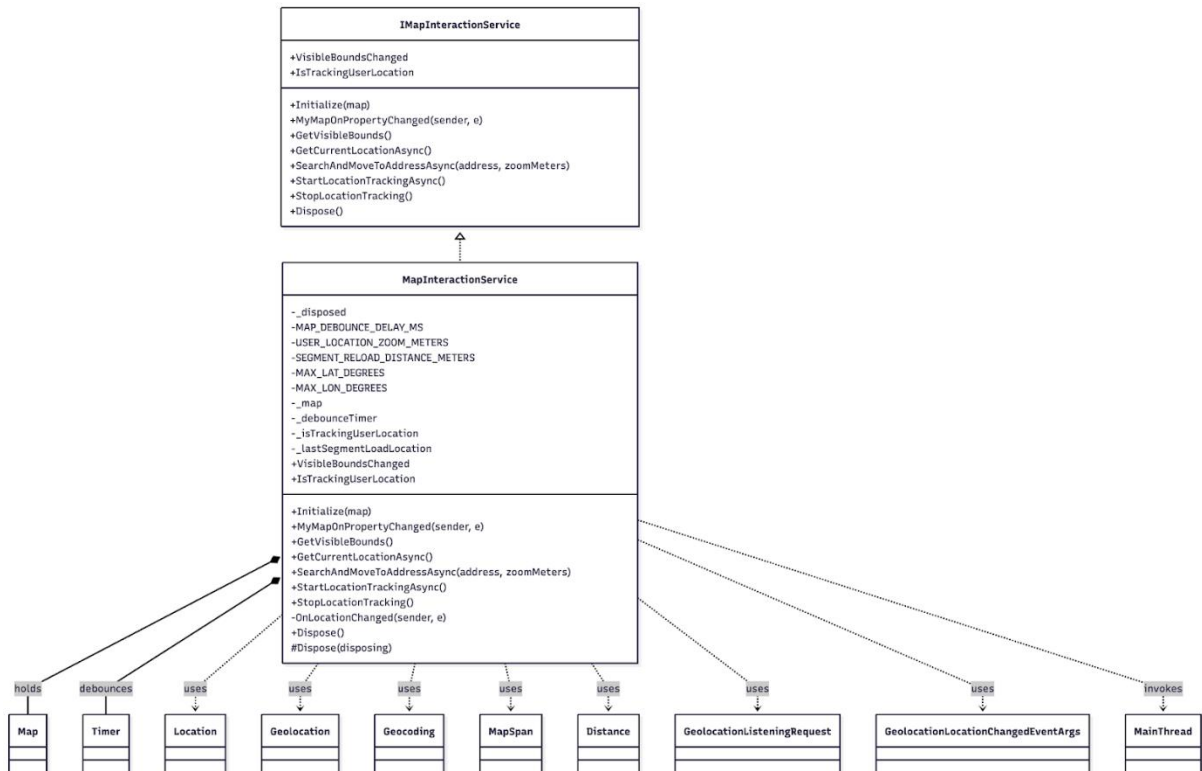 IMapInteractionService
+VisibleBoundsChanged
+IsTrackingUserLocation
+Initialize(map)
+MyMapOnPropertyChanged(sender, e)
+GetVisibleBounds()
+GetCurrentLocationAsync()
+SearchAndMoveToAddressAsync(address, zoomMeters)
+StartLocationTrackingAsync()
+StopLocationTracking()
+Dispose()
MapInteractionService
-_disposed
-MAP_DEBOUNCE_DELAY_MS
-USER_LOCATION_ZOOM_METERS
-SEGMENT_RELOAD_DISTANCE_METERS
-MAX_LAT_DEGREES
-MAX_LON_DEGREES
-_map
-_debounceTimer
-_isTrackingUserLocation
-_lastSegmentLoadLocation
+VisibleBoundsChanged
+IsTrackingUserLocation
+Initialize(map)
+MyMapOnPropertyChanged(sender, e)
+GetVisibleBounds()
+GetCurrentLocationAsync()
+SearchAndMoveToAddressAsync(address, zoomMeters)
+StartLocationTrackingAsync()
+StopLocationTracking()
-OnLocationChanged(sender, e)
+Dispose()
#Dispose(disposing)
holds debounces uses uses uses uses uses uses uses invokes
Map Timer Location Geolocation Geocoding MapSpan Distance GeolocationListeningRequest GeolocationLocationChangedEventArgs MainThread